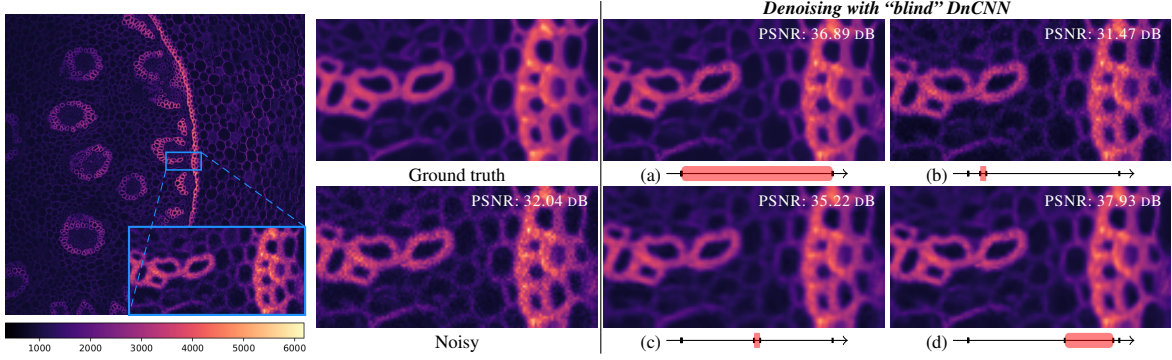 Denoising with “blind” DnCNN
PSNR: 36.89 DB
PSNR: 31.47 DB
Ground truth
(a)
(b)
PSNR: 32.04 DB
PSNR: 35.22 DB
PSNR: 37.93 DB
1000 2000 3000 4000 5000 6000
Noisy
(c)
(d)